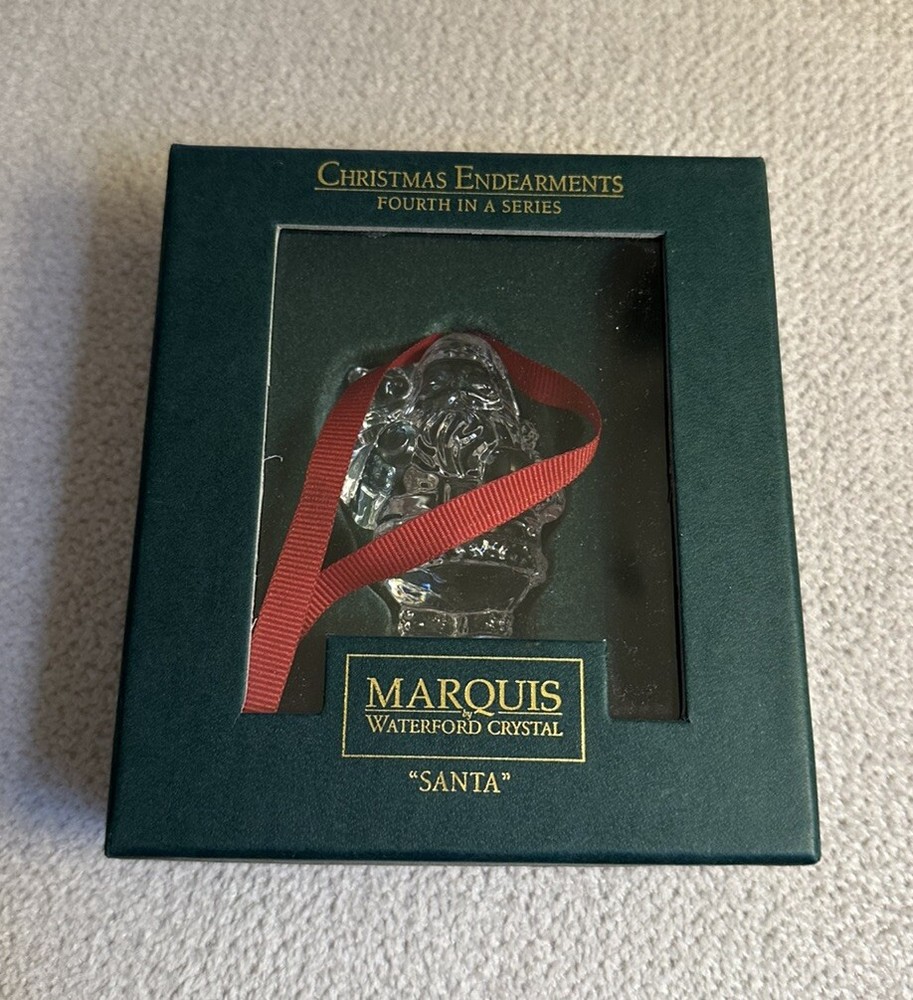 CHRISTMAS ENDEARMENTS
FOURTH IN A SERIES
MARQUIS
by
WATERFORD CRYSTAL
“SANTA”